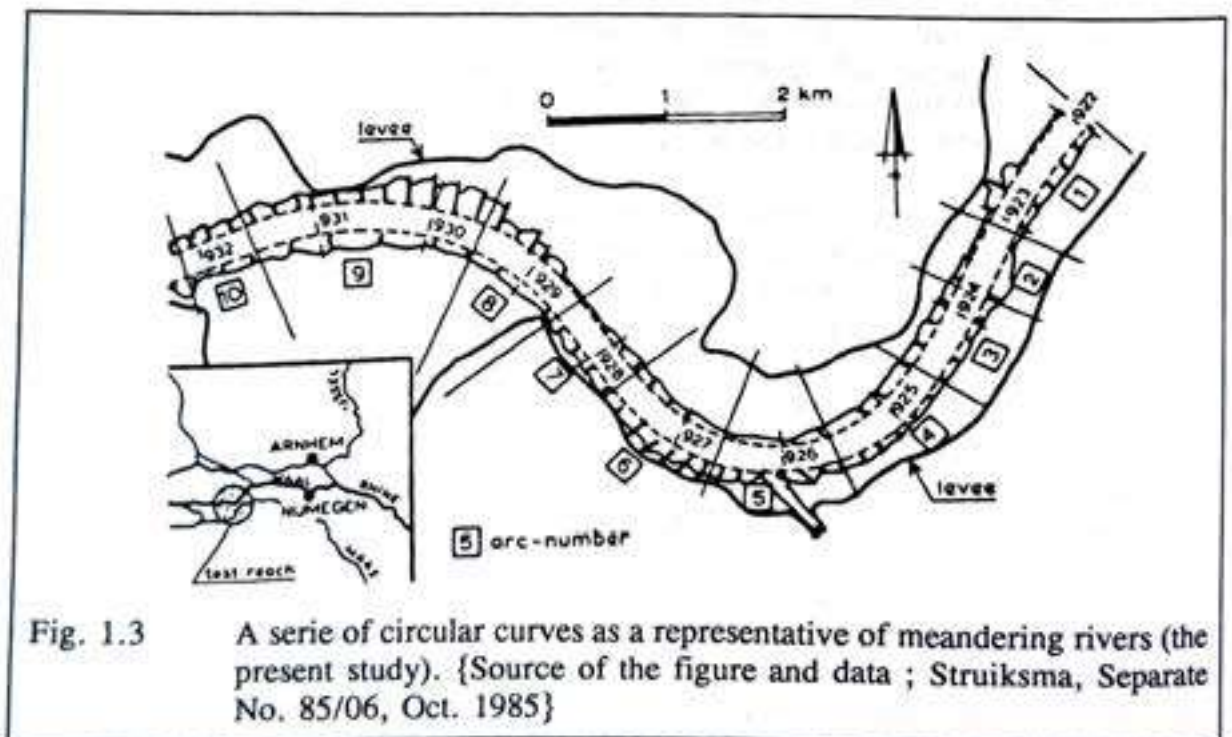 0 1 2 km
levee
1922
1
1923
2
1924
3
1925
4
levee
1926
5
1927
6
1928
7
1929
8
1930
9
1931
10
1932
IJSSEL
ARNHEM
RHINE
WAAL
NIJMEGEN
MAAS
test reach
5 arc-number
Fig. 1.3 A serie of circular curves as a representative of meandering rivers (the
present study). {Source of the figure and data ; Struiksma, Separate
No. 85/06, Oct. 1985}